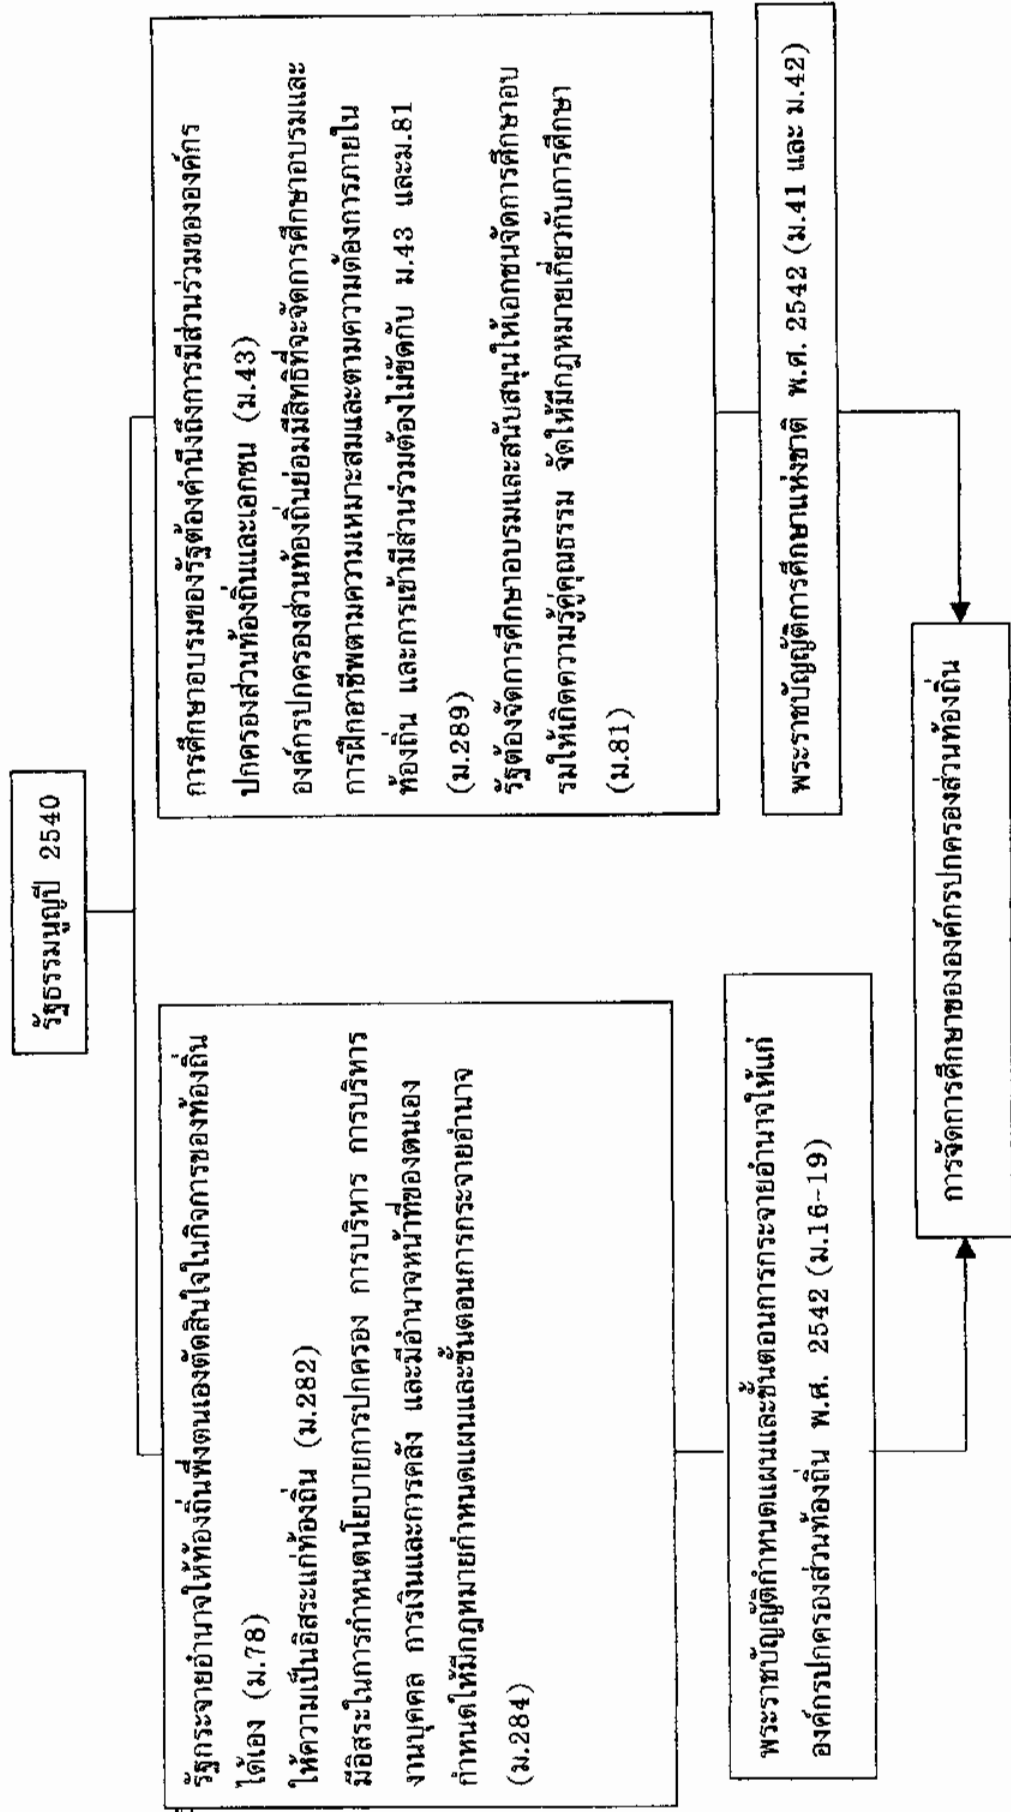 รัฐธรรมนูญปี 2540
รัฐกระจายอำนาจให้ท้องถิ่นพึ่งตนเองตัดสินใจในกิจการของท้องถิ่น
ได้เอง (ม.78)
ให้ความเป็นอิสระแก่ท้องถิ่น (ม.282)
มีอิสระในการกำหนดนโยบายการปกครอง การบริหาร การบริหาร
งานบุคคล การเงินและการคลัง และมีอำนาจหน้าที่ของตนเอง
กำหนดให้มีกฎหมายกำหนดแผนและขั้นตอนการกระจายอำนาจ
(ม.284)
การศึกษาอบรมของรัฐต้องคำนึงถึงการมีส่วนร่วมขององค์กร
ปกครองส่วนท้องถิ่นและเอกชน (ม.43)
องค์กรปกครองส่วนท้องถิ่นย่อมมีสิทธิที่จะจัดการศึกษาอบรมและ
การฝึกอาชีพตามความเหมาะสมและตามความต้องการภายใน
ท้องถิ่น และการเข้ามีส่วนร่วมต้องไม่ขัดกับ ม.43 และม.81
(ม.289)
รัฐต้องจัดการศึกษาอบรมและสนับสนุนให้เอกชนจัดการศึกษาอบ
รมให้เกิดความรู้คู่คุณธรรม จัดให้มีกฎหมายเกี่ยวกับการศึกษา
(ม.81)
พระราชบัญญัติกำหนดแผนและขั้นตอนการกระจายอำนาจให้แก่
องค์กรปกครองส่วนท้องถิ่น พ.ศ. 2542 (ม.16-19)
พระราชบัญญัติการศึกษาแห่งชาติ พ.ศ. 2542 (ม.41 และ ม.42)
การจัดการศึกษาขององค์กรปกครองส่วนท้องถิ่น